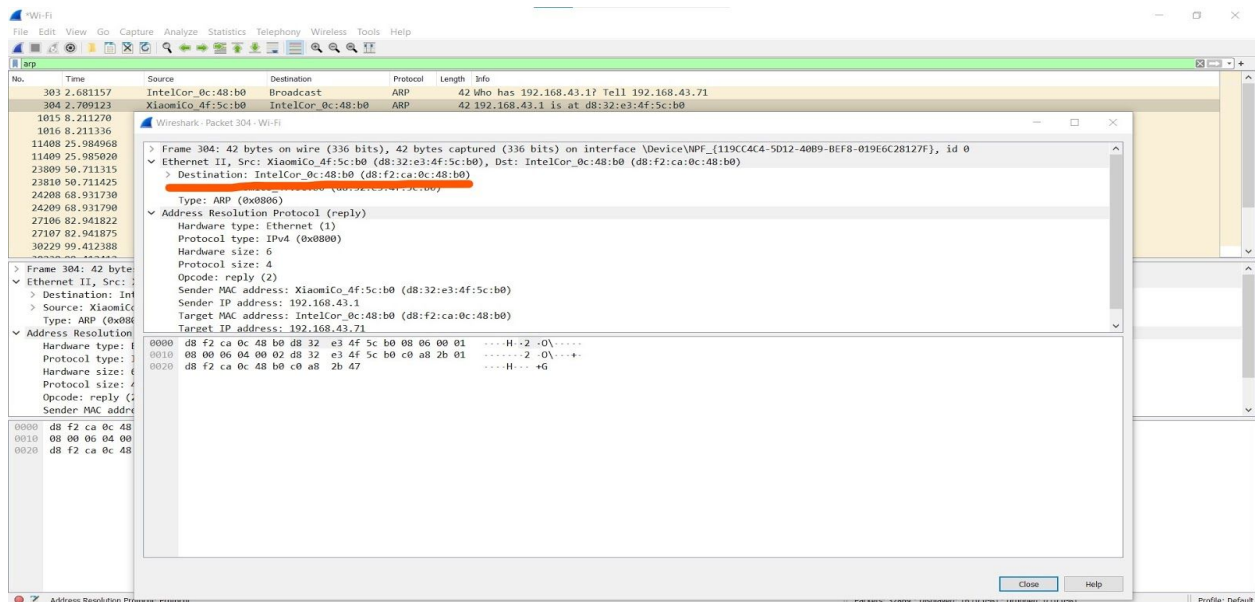 *Wi-Fi
File Edit View Go Capture Analyze Statistics Telephony Wireless Tools Help
arp
No. Time Source Destination Protocol Length Info
303 2.681157 IntelCor_0c:48:b0 Broadcast ARP 42 Who has 192.168.43.1? Tell 192.168.43.71
304 2.709123 XiaomiCo_4f:5c:b0 IntelCor_0c:48:b0 ARP 42 192.168.43.1 is at d8:32:e3:4f:5c:b0
1015 8.211270
1016 8.211336
11408 25.984968
11409 25.985020
23809 50.711315
23810 50.711425
24208 68.931730
24209 68.931790
27106 82.941822
27107 82.941875
30229 99.412388
Wireshark · Packet 304 · Wi-Fi
> Frame 304: 42 bytes on wire (336 bits), 42 bytes captured (336 bits) on interface \Device\NPF_{119CC4C4-5D12-40B9-BEF8-019E6C28127F}, id 0
Ethernet II, Src: XiaomiCo_4f:5c:b0 (d8:32:e3:4f:5c:b0), Dst: IntelCor_0c:48:b0 (d8:f2:ca:0c:48:b0)
> Destination: IntelCor_0c:48:b0 (d8:f2:ca:0c:48:b0)
Type: ARP (0x0806)
Address Resolution Protocol (reply)
Hardware type: Ethernet (1)
Protocol type: IPv4 (0x0800)
Hardware size: 6
Protocol size: 4
Opcode: reply (2)
Sender MAC address: XiaomiCo_4f:5c:b0 (d8:32:e3:4f:5c:b0)
Sender IP address: 192.168.43.1
Target MAC address: IntelCor_0c:48:b0 (d8:f2:ca:0c:48:b0)
Target IP address: 192.168.43.71
0000 d8 f2 ca 0c 48 b0 d8 32 e3 4f 5c b0 08 06 00 01 ····H··2 ·O\·····
0010 08 00 06 04 00 02 d8 32 e3 4f 5c b0 c0 a8 2b 01 ·······2 ·O\···+·
0020 d8 f2 ca 0c 48 b0 c0 a8 2b 47 ····H··· +G
Close Help
> Frame 304: 42 byte
Ethernet II, Src:
> Destination: Int
> Source: XiaomiCo
Type: ARP (0x080
Address Resolution
Hardware type: E
Protocol type: I
Hardware size: 6
Protocol size: 4
Opcode: reply (2
Sender MAC addre
0000 d8 f2 ca 0c 48
0010 08 00 06 04 00
0020 d8 f2 ca 0c 48
Address Resolution
Profile: Default